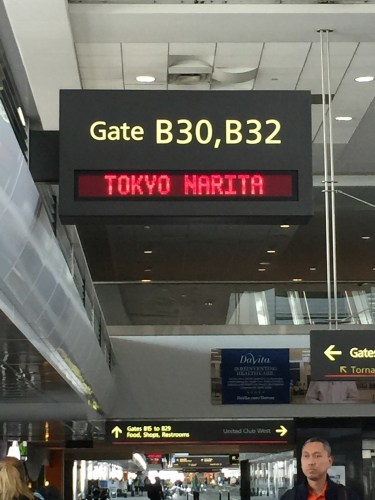 Gate B30,B32
TOKYO NARITA
DaVita
← Gates
↖ Torna
↑ Gates B15 to B29
Food, Shops, Restrooms
United Club West →